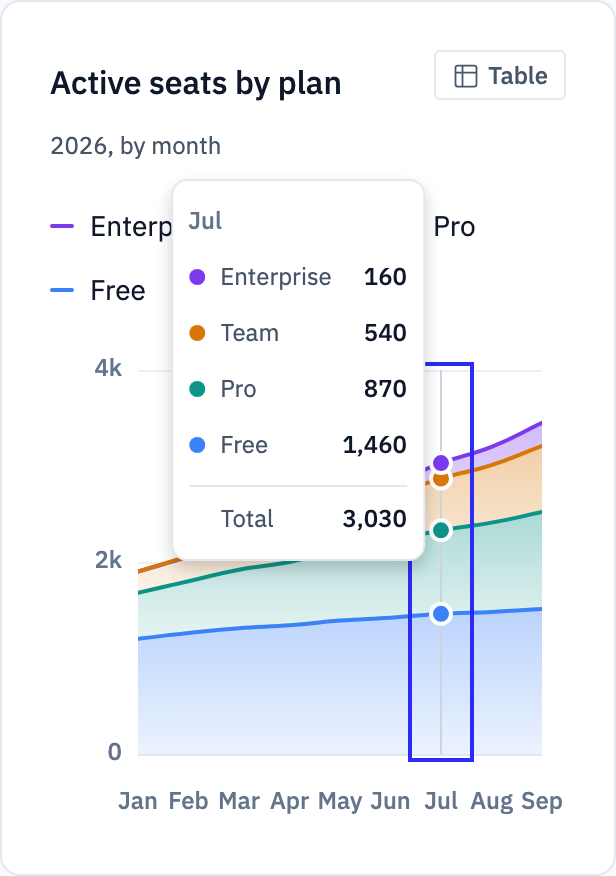 Active seats by plan
Table
2026, by month
Pro
Free
Jul
Enterprise 160
Team 540
Pro 870
Free 1,460
Total 3,030
4k
2k
0
Jan Feb Mar Apr May Jun Jul Aug Sep